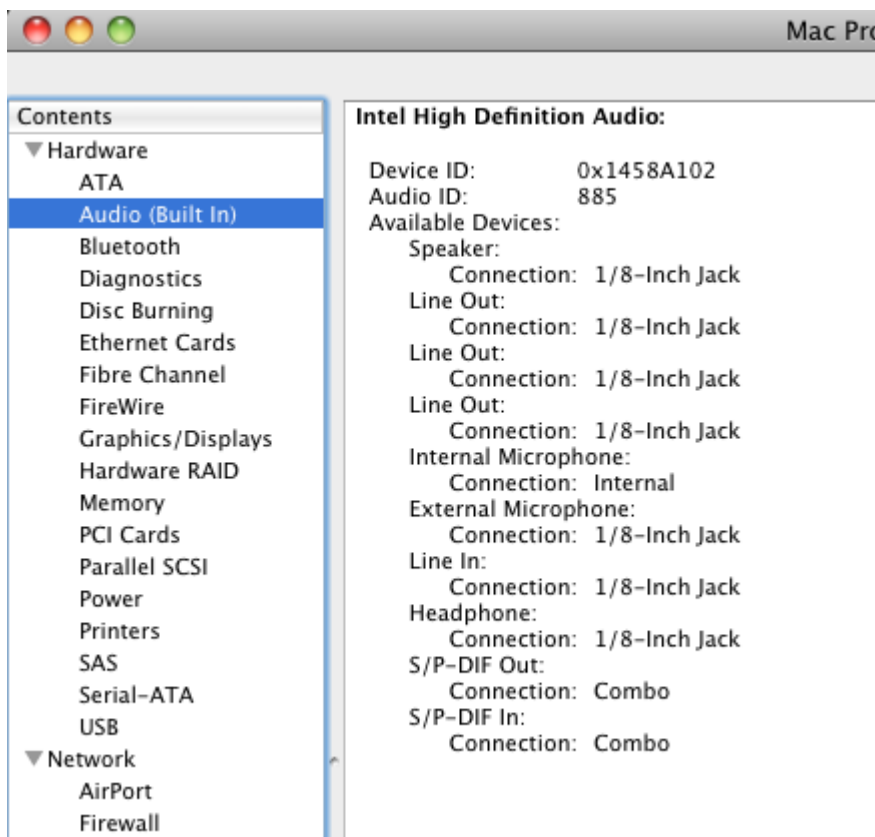 Mac Pro
Contents
Hardware
ATA
Audio (Built In)
Bluetooth
Diagnostics
Disc Burning
Ethernet Cards
Fibre Channel
FireWire
Graphics/Displays
Hardware RAID
Memory
PCI Cards
Parallel SCSI
Power
Printers
SAS
Serial-ATA
USB
Network
AirPort
Firewall
Intel High Definition Audio:
Device ID: 0x1458A102
Audio ID: 885
Available Devices:
Speaker:
Connection: 1/8-Inch Jack
Line Out:
Connection: 1/8-Inch Jack
Line Out:
Connection: 1/8-Inch Jack
Line Out:
Connection: 1/8-Inch Jack
Internal Microphone:
Connection: Internal
External Microphone:
Connection: 1/8-Inch Jack
Line In:
Connection: 1/8-Inch Jack
Headphone:
Connection: 1/8-Inch Jack
S/P-DIF Out:
Connection: Combo
S/P-DIF In:
Connection: Combo